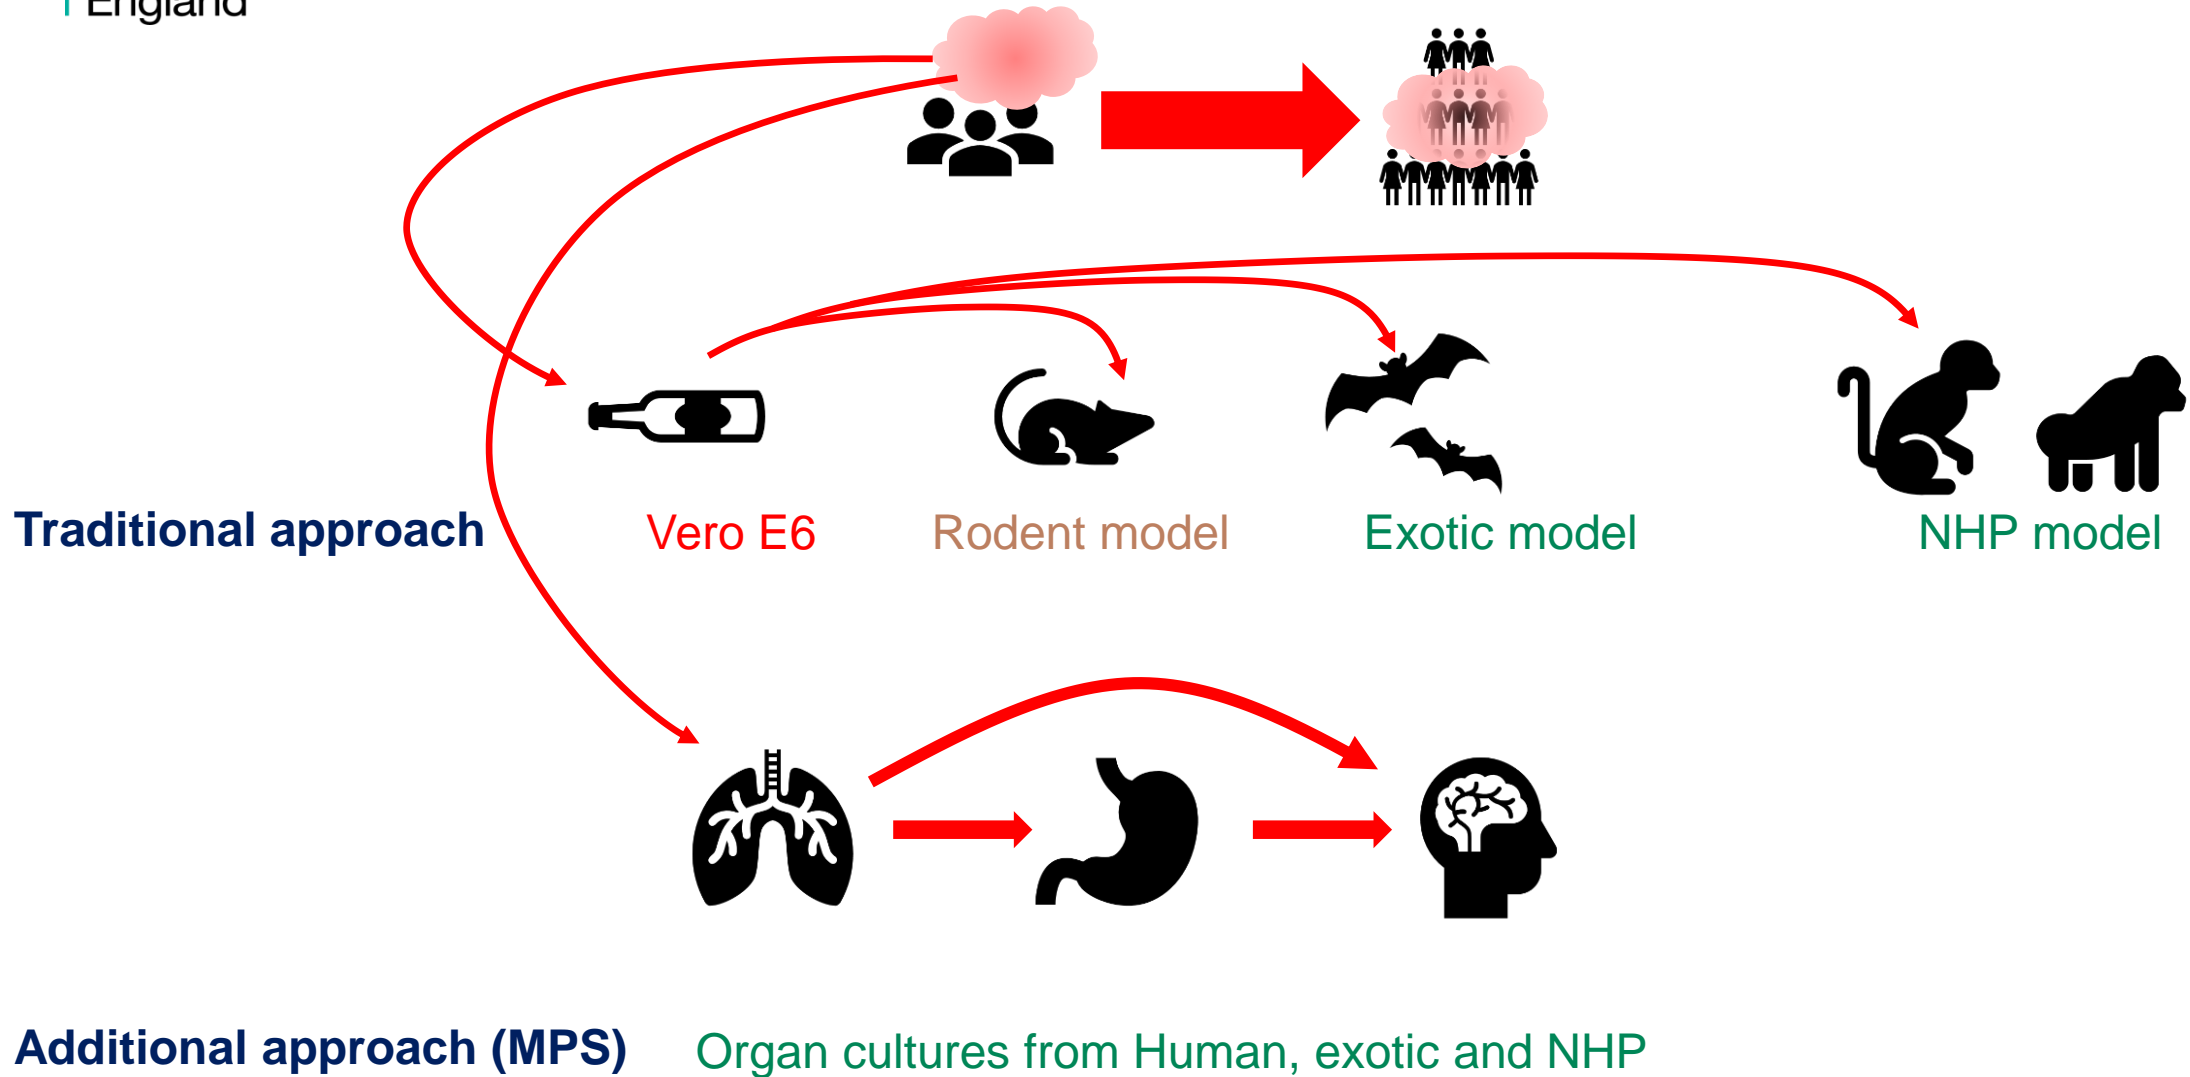 England
Traditional approach
Vero E6
Rodent model
Exotic model
NHP model
Additional approach (MPS)
Organ cultures from Human, exotic and NHP